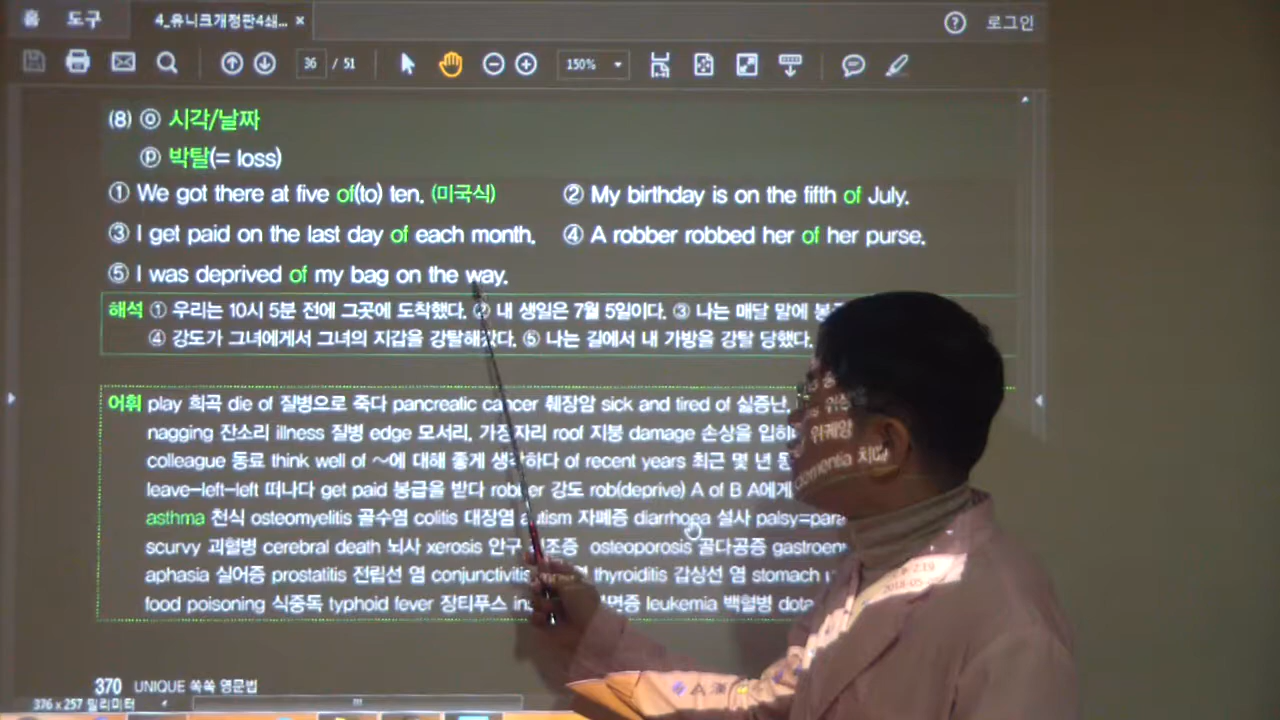 홈 도구 4_유니크개정판4쇄... × ? 로그인
36 / 51 150%
(8) ⓞ 시각/날짜
ⓟ 박탈(= loss)
① We got there at five of(to) ten. (미국식) ② My birthday is on the fifth of July.
③ I get paid on the last day of each month. ④ A robber robbed her of her purse.
⑤ I was deprived of my bag on the way.
해석 ① 우리는 10시 5분 전에 그곳에 도착했다. ② 내 생일은 7월 5일이다. ③ 나는 매달 말에
④ 강도가 그녀에게서 그녀의 지갑을 ⑤ 나는 길에서 내 가방을 강탈 당했다.
어휘 play 희곡 die of 질병으로 죽다 pancreatic cancer 췌장암 sick and tired of 싫증난,
nagging 잔소리 illness 질병 edge 모서리, 가장자리 roof 지붕 damage 손상을
colleague 동료 think well of ~에 대해 좋게 생각하다 of recent years 최근 몇 년
leave-left-left 떠나다 get paid 봉급을 받다 robber 강도 rob(deprive) A of B
asthma 천식 osteomyelitis 골수염 colitis 대장염 autism 자폐증 diarrhoea 설사
scurvy 괴혈병 cerebral death 뇌사 xerosis osteoporosis 골다공증
aphasia 실어증 prostatitis 전립선 염 conjunctivitis thyroiditis 갑상선 염 stomach
food poisoning 식중독 typhoid fever 장티푸스 leukemia 백혈병
위궤양
dementia 치매
370 UNIQUE 쏙쏙 영문법
376 x 257 밀리미터